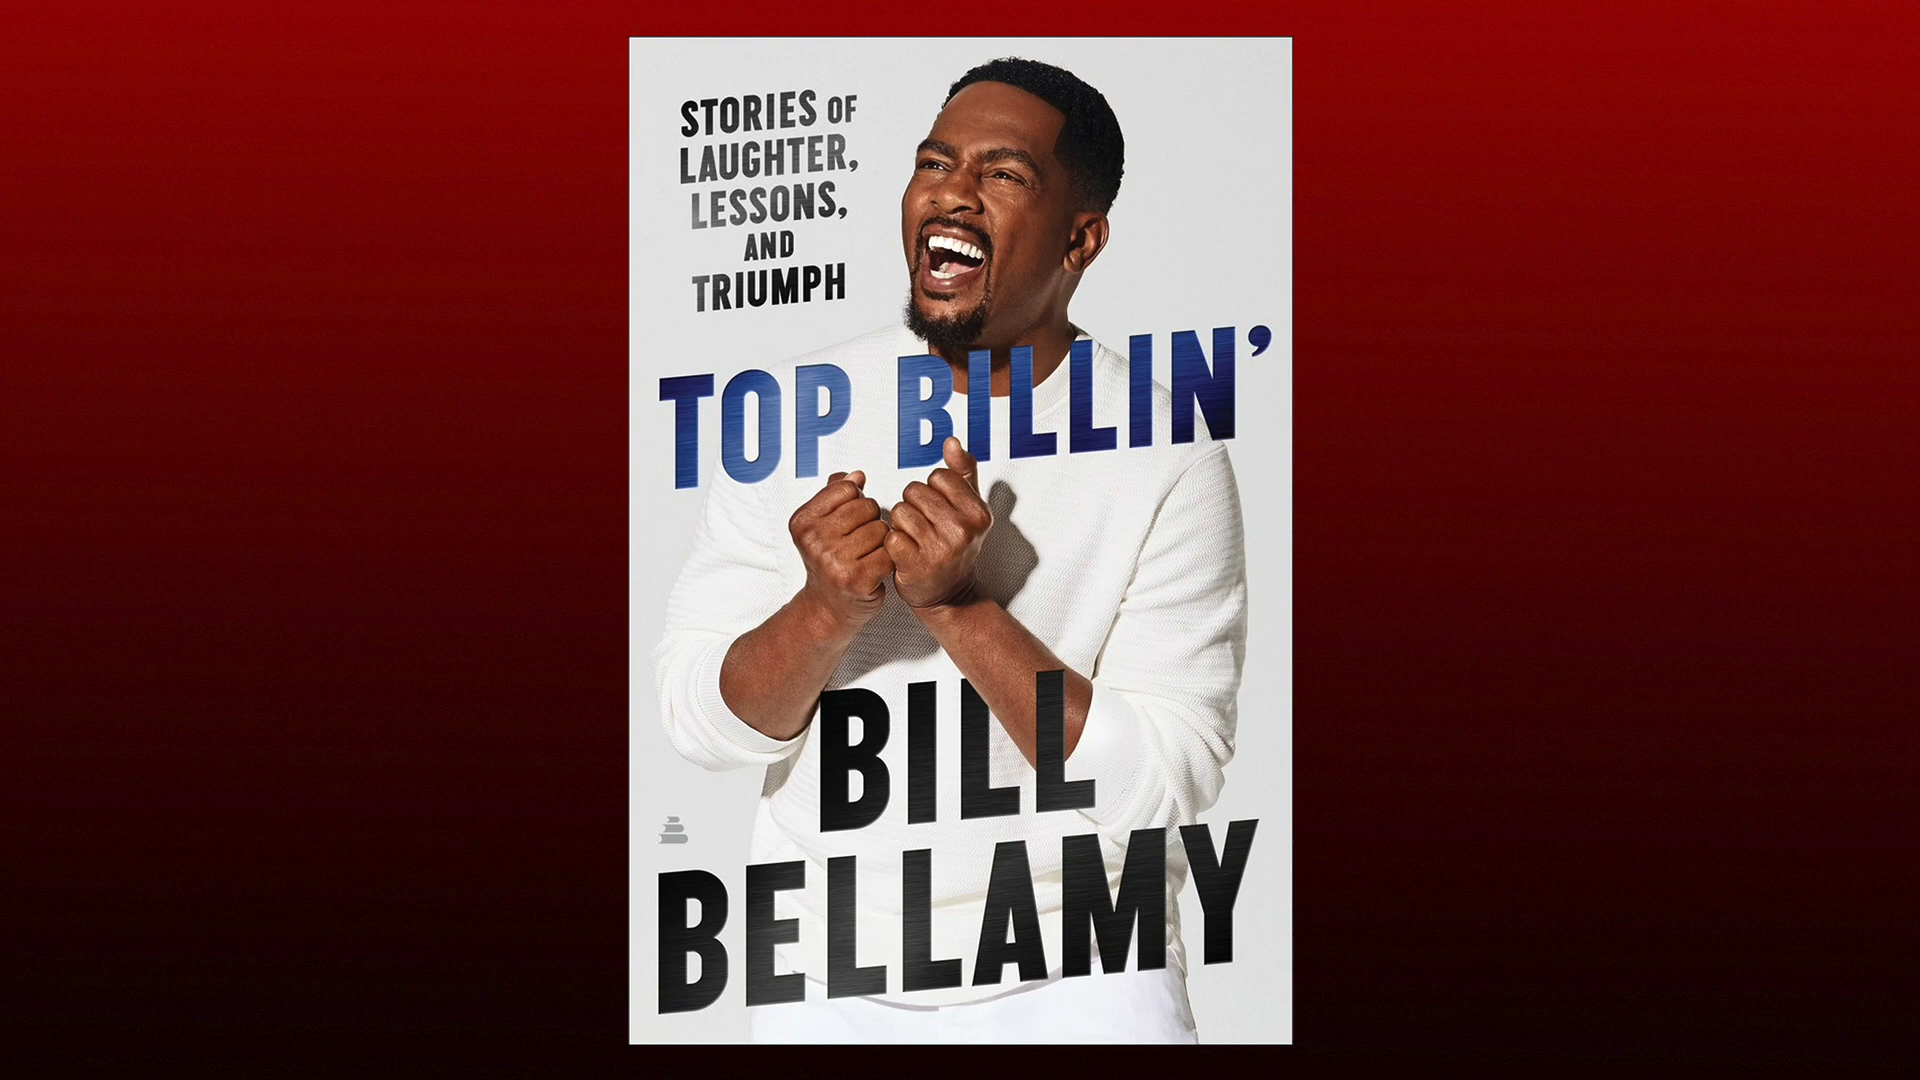 STORIES OF
LAUGHTER,
LESSONS,
AND
TRIUMPH
TOP BILLIN’
BILL
BELLAMY